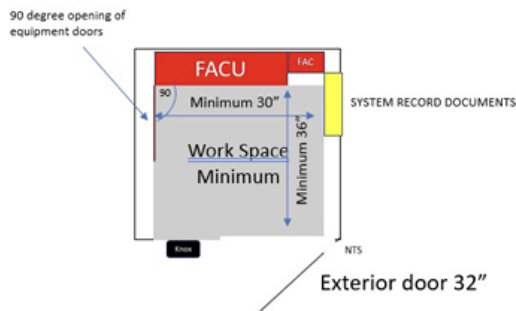 90 degree opening of
equipment doors
FACU
FAC
90
Minimum 30”
SYSTEM RECORD DOCUMENTS
Minimum 36”
Work Space
Minimum
Knox
NTS
Exterior door 32”